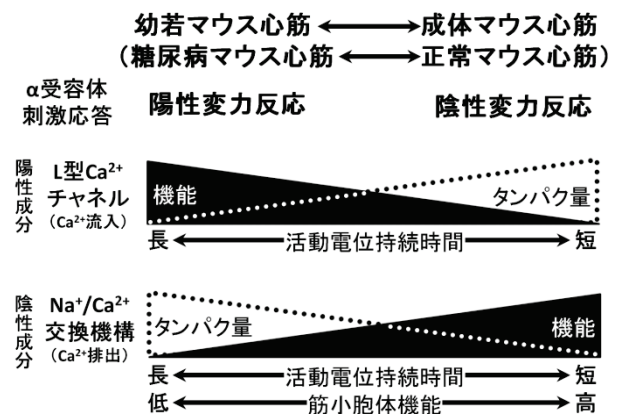 幼若マウス心筋 ⟷ 成体マウス心筋
(糖尿病マウス心筋 ⟷ 正常マウス心筋)
α受容体
刺激応答
陽性変力反応 陰性変力反応
陽性成分
L型Ca²⁺
チャネル
(Ca²⁺流入)
機能 タンパク量
長 ⟷ 活動電位持続時間 ⟷ 短
陰性成分
Na⁺/Ca²⁺
交換機構
(Ca²⁺排出)
タンパク量 機能
長 ⟷ 活動電位持続時間 ⟷ 短
低 ⟷ 筋小胞体機能 ⟷ 高